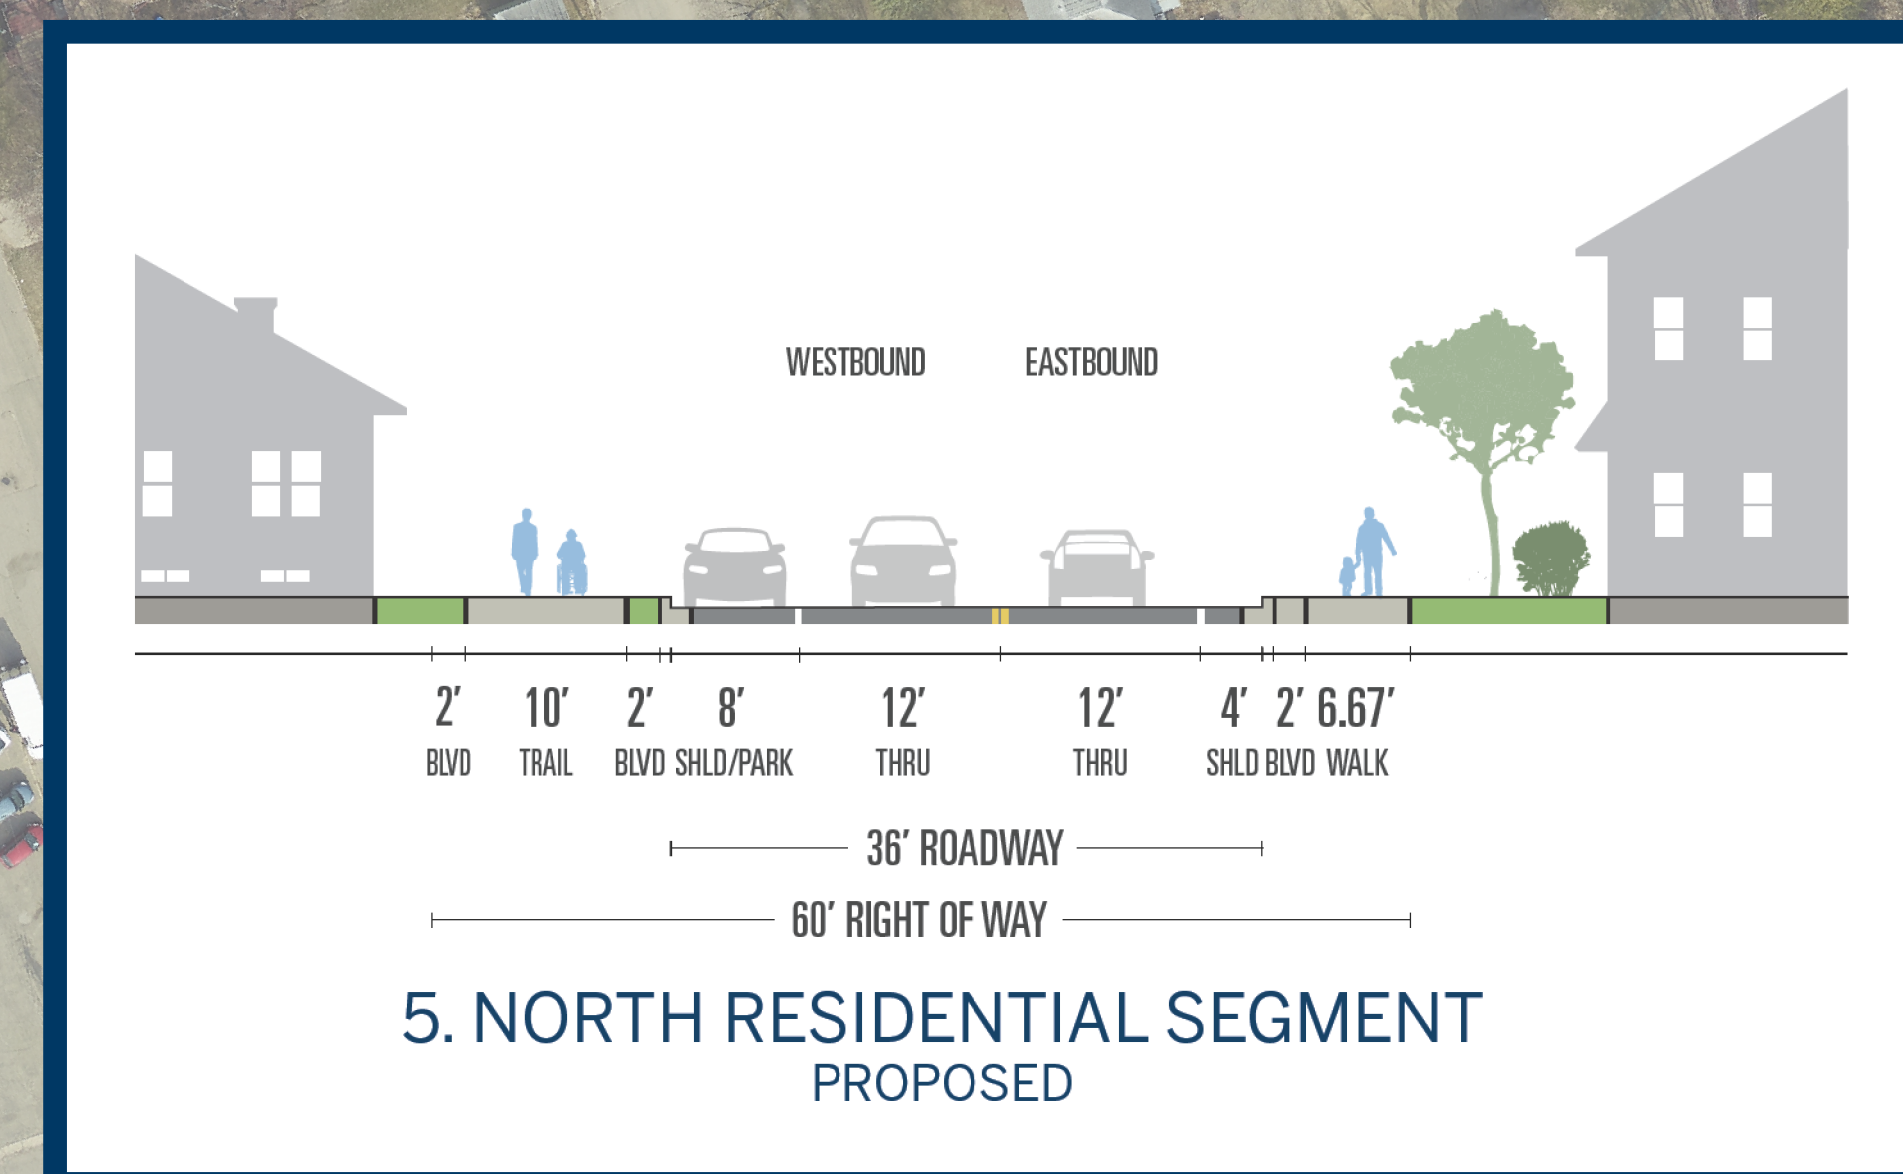 WESTBOUND EASTBOUND
2′ 10′ 2′ 8′ 12′ 12′ 4′ 2′ 6.67′
BLVD TRAIL BLVD SHLD/PARK THRU THRU SHLD BLVD WALK
36′ ROADWAY
60′ RIGHT OF WAY
5. NORTH RESIDENTIAL SEGMENT
PROPOSED